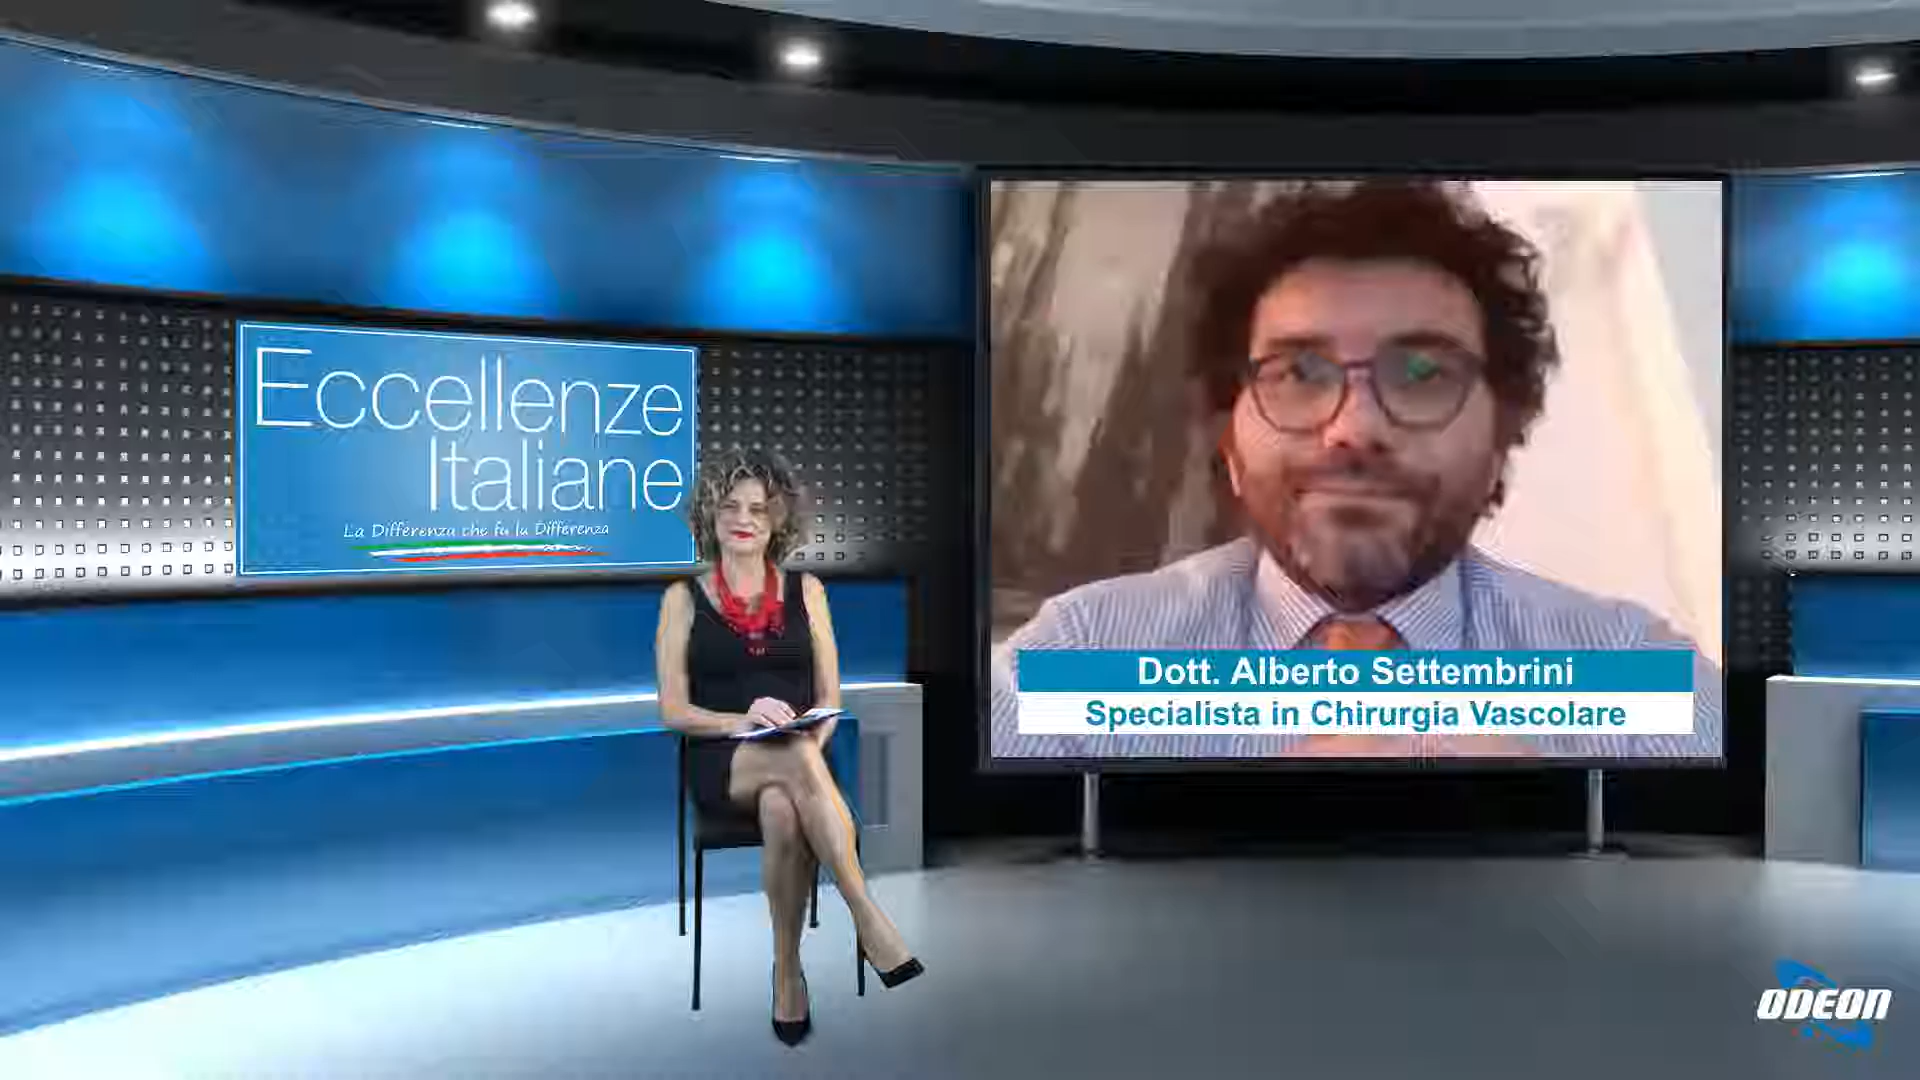 Eccellenze
Italiane
La Differenza che fa la Differenza
Dott. Alberto Settembrini
Specialista in Chirurgia Vascolare
ODEON